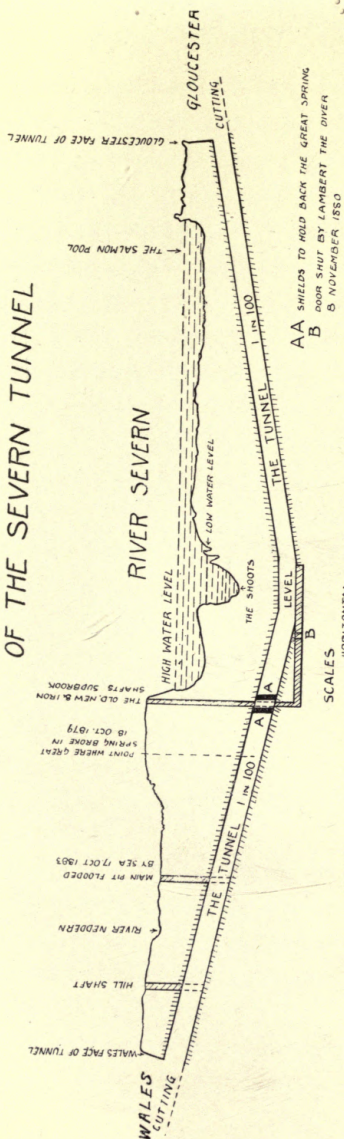 OF THE SEVERN TUNNEL
RIVER SEVERN
WALES
CUTTING
WALES FACE OF TUNNEL
HILL SHAFT
RIVER NEDDERN
MAIN PIT FLOODED
BY SEA 17 OCT 1883
POINT WHERE GREAT
SPRING BROKE IN
18 OCT. 1879
THE OLD, NEW & IRON
SHAFTS SUDBROOK
HIGH WATER LEVEL
LOW WATER LEVEL
THE SHOOTS
THE SALMON POOL
GLOUCESTER FACE OF TUNNEL
GLOUCESTER
CUTTING
THE TUNNEL 1 IN 100
A A
LEVEL
B
THE TUNNEL 1 IN 100
AA SHIELDS TO HOLD BACK THE GREAT SPRING
B DOOR SHUT BY LAMBERT THE DIVER
8 NOVEMBER 1880
SCALES